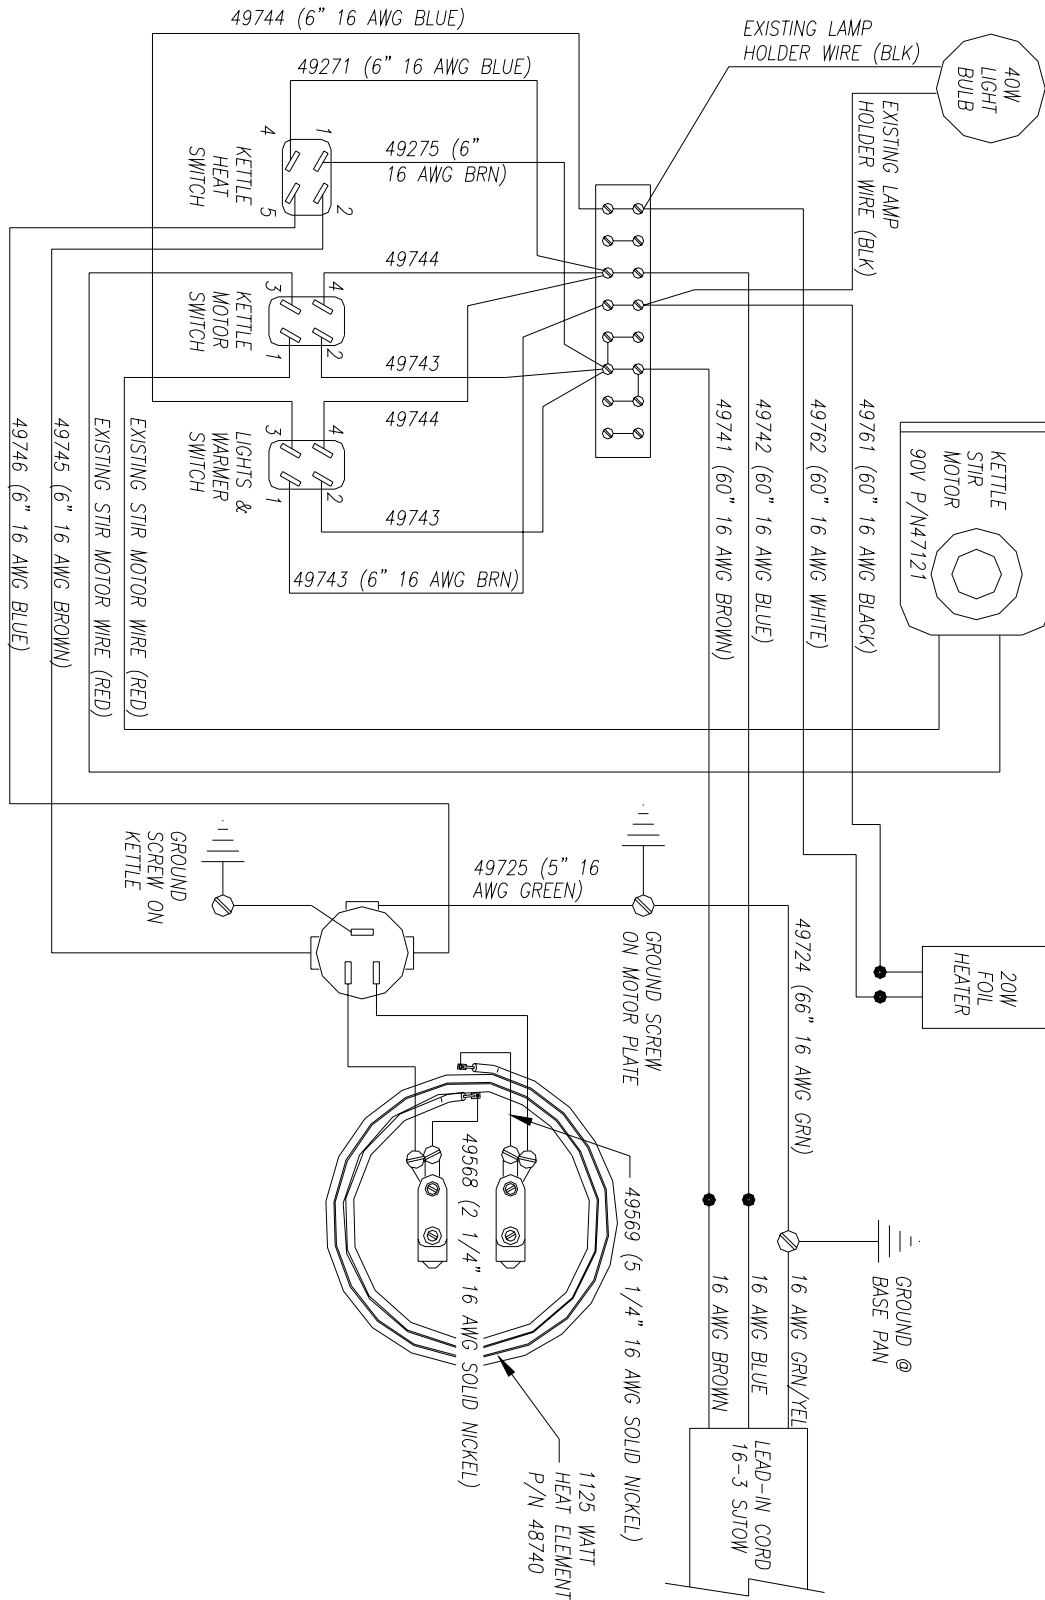 49744 (6" 16 AWG BLUE)
49271 (6" 16 AWG BLUE)
49275 (6"
16 AWG BRN)
EXISTING LAMP
HOLDER WIRE (BLK)
40W
LIGHT
BULB
EXISTING LAMP
HOLDER WIRE (BLK)
1
4
2
5
KETTLE
HEAT
SWITCH
49744
3
4
1
2
KETTLE
MOTOR
SWITCH
49743
49744
3
4
1
2
LIGHTS &
WARMER
SWITCH
49743
49743 (6" 16 AWG BRN)
49746 (6" 16 AWG BLUE)
49745 (6" 16 AWG BROWN)
EXISTING STIR MOTOR WIRE (RED)
EXISTING STIR MOTOR WIRE (RED)
49741 (60" 16 AWG BROWN)
49742 (60" 16 AWG BLUE)
49762 (60" 16 AWG WHITE)
49761 (60" 16 AWG BLACK)
KETTLE
STIR
MOTOR
90V P/N47121
GROUND
SCREW ON
KETTLE
49725 (5" 16
AWG GREEN)
GROUND SCREW
ON MOTOR PLATE
49724 (66" 16 AWG GRN)
20W
FOIL
HEATER
49568 (2 1/4" 16 AWG SOLID NICKEL)
49569 (5 1/4" 16 AWG SOLID NICKEL)
1125 WATT
HEAT ELEMENT
P/N 48740
GROUND @
BASE PAN
16 AWG GRN/YEL
16 AWG BLUE
16 AWG BROWN
LEAD-IN CORD
16-3 SJTOW